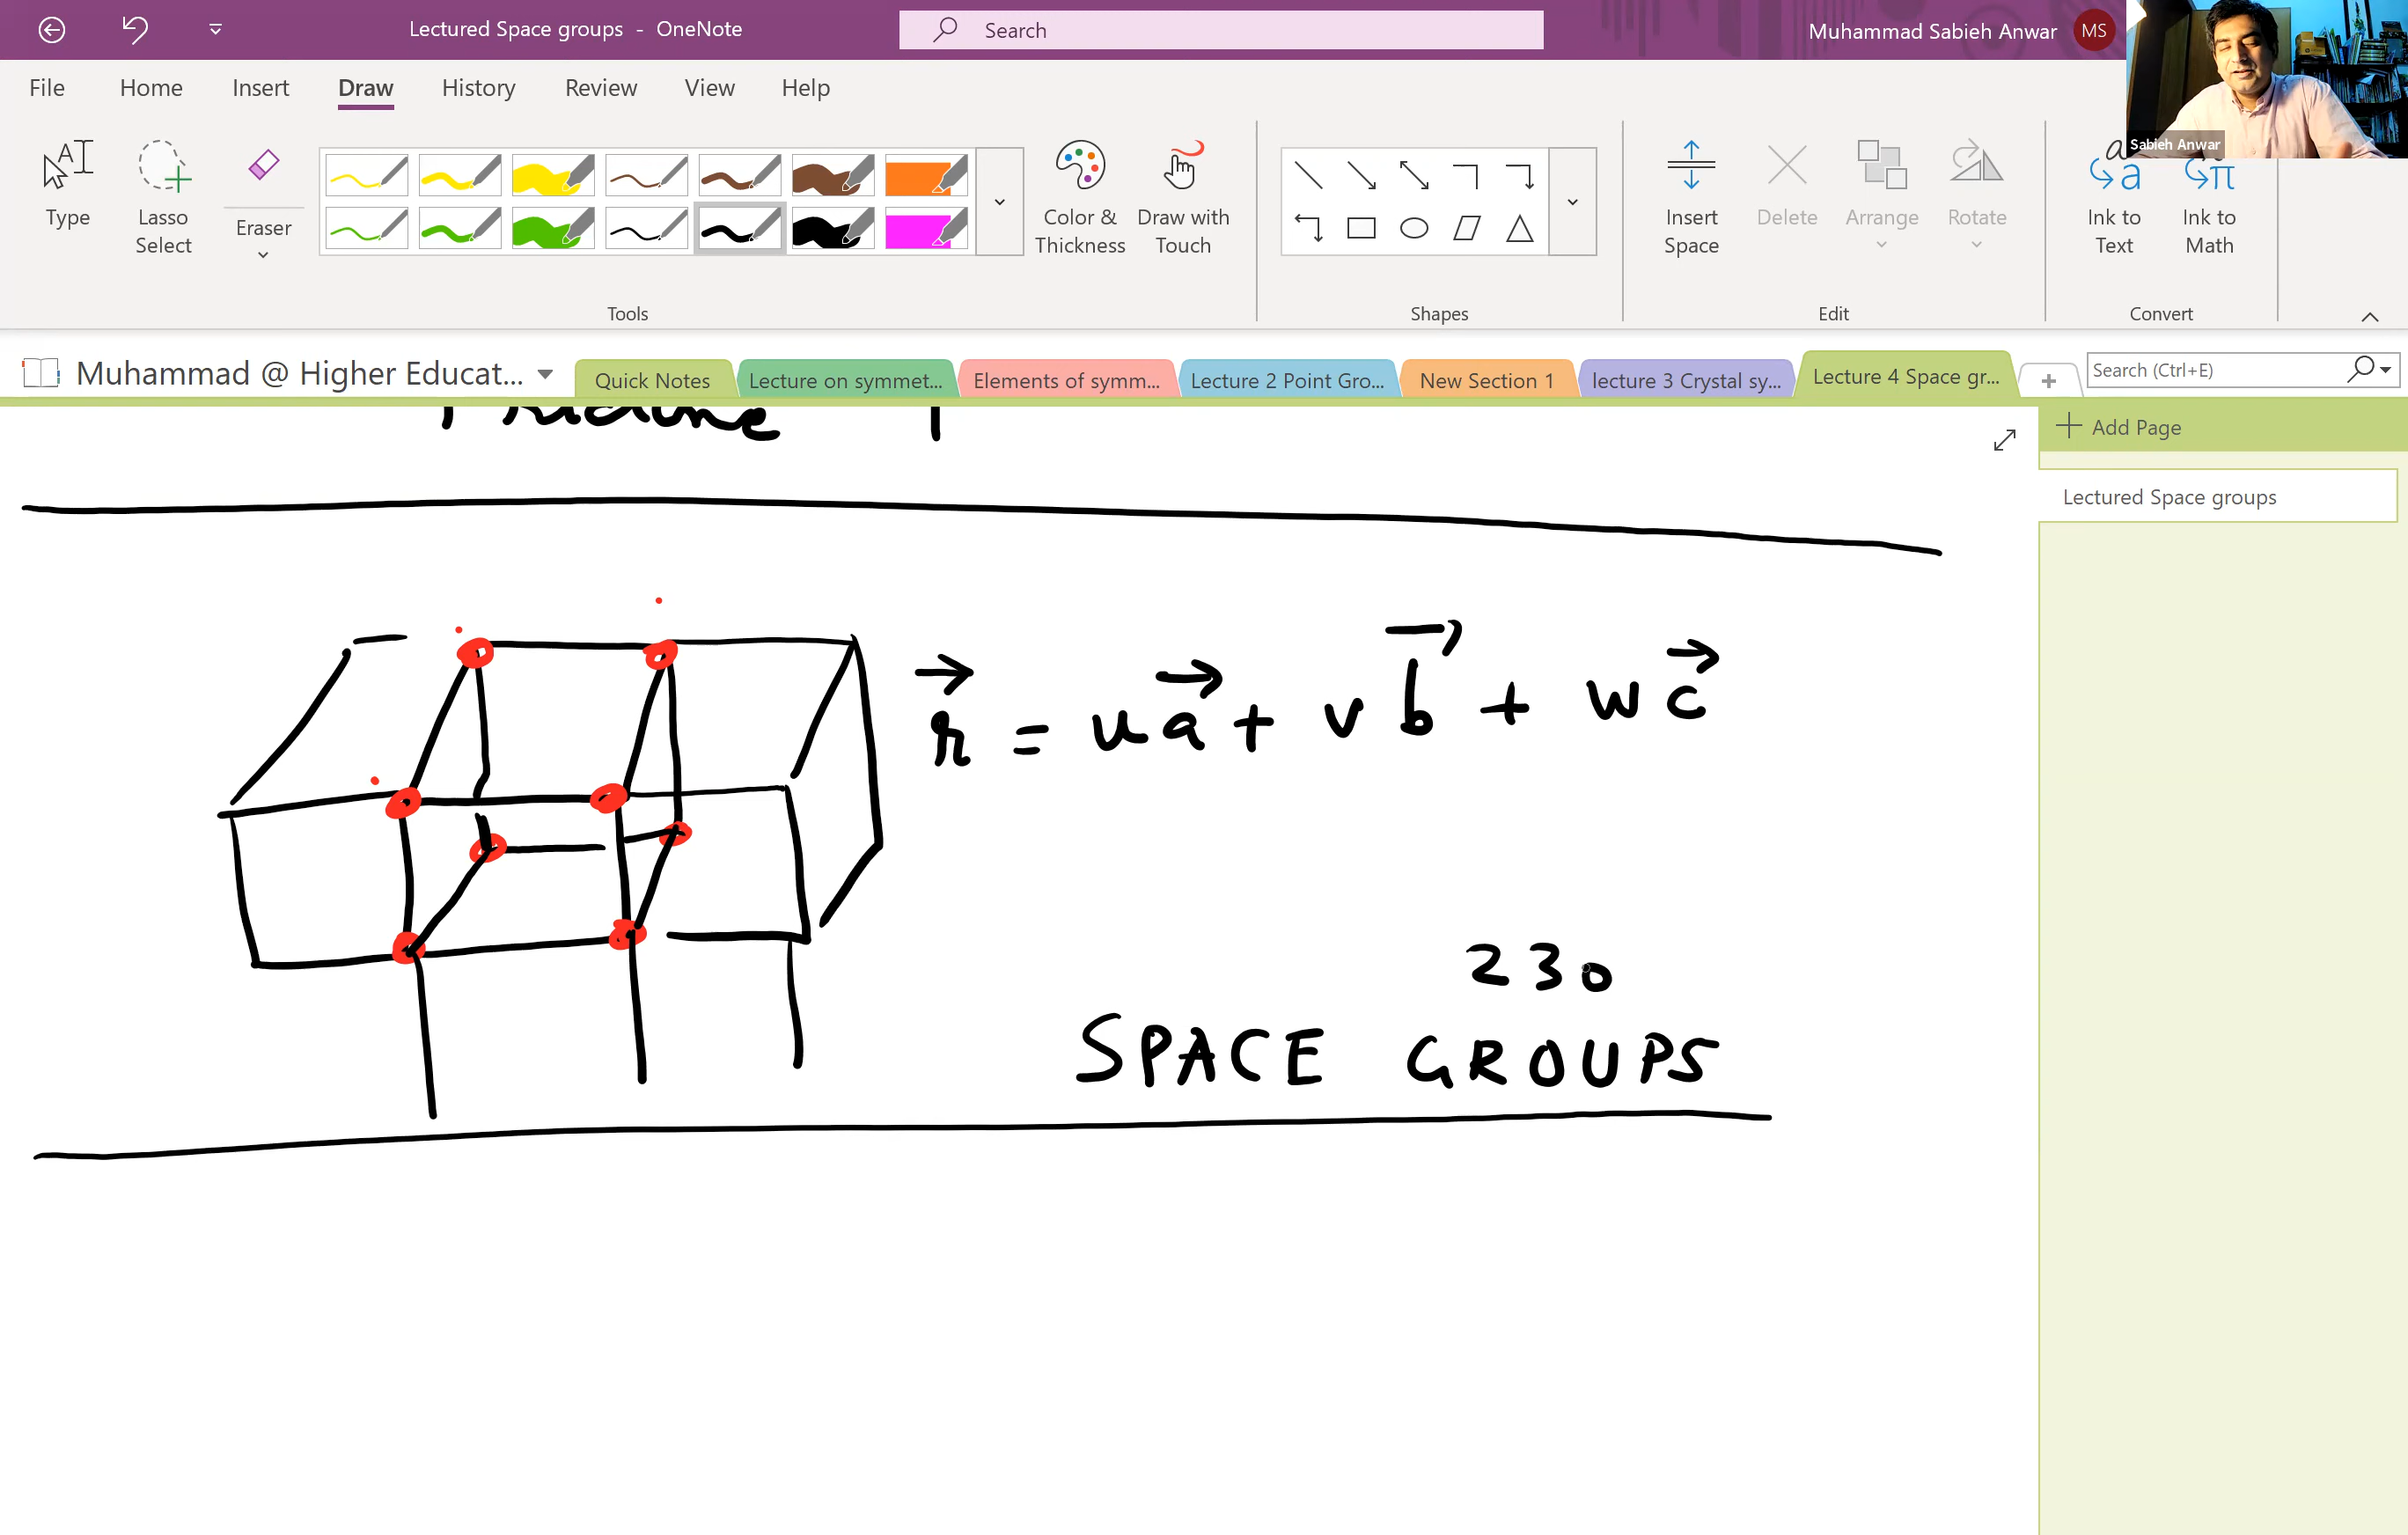 Lectured Space groups - OneNote
Search
Muhammad Sabieh Anwar MS
File Home Insert Draw History Review View Help
Sabieh Anwar
Type
Lasso Select
Eraser
Color & Thickness
Draw with Touch
Insert Space
Delete
Arrange
Rotate
Ink to Text
Ink to Math
Tools
Shapes
Edit
Convert
Muhammad @ Higher Educat...
Quick Notes
Lecture on symmet...
Elements of symm...
Lecture 2 Point Gro...
New Section 1
lecture 3 Crystal sy...
Lecture 4 Space gr...
Search (Ctrl+E)
Add Page
Lectured Space groups
r⃗ = u a⃗ + v b⃗ + w c⃗
230
SPACE GROUPS